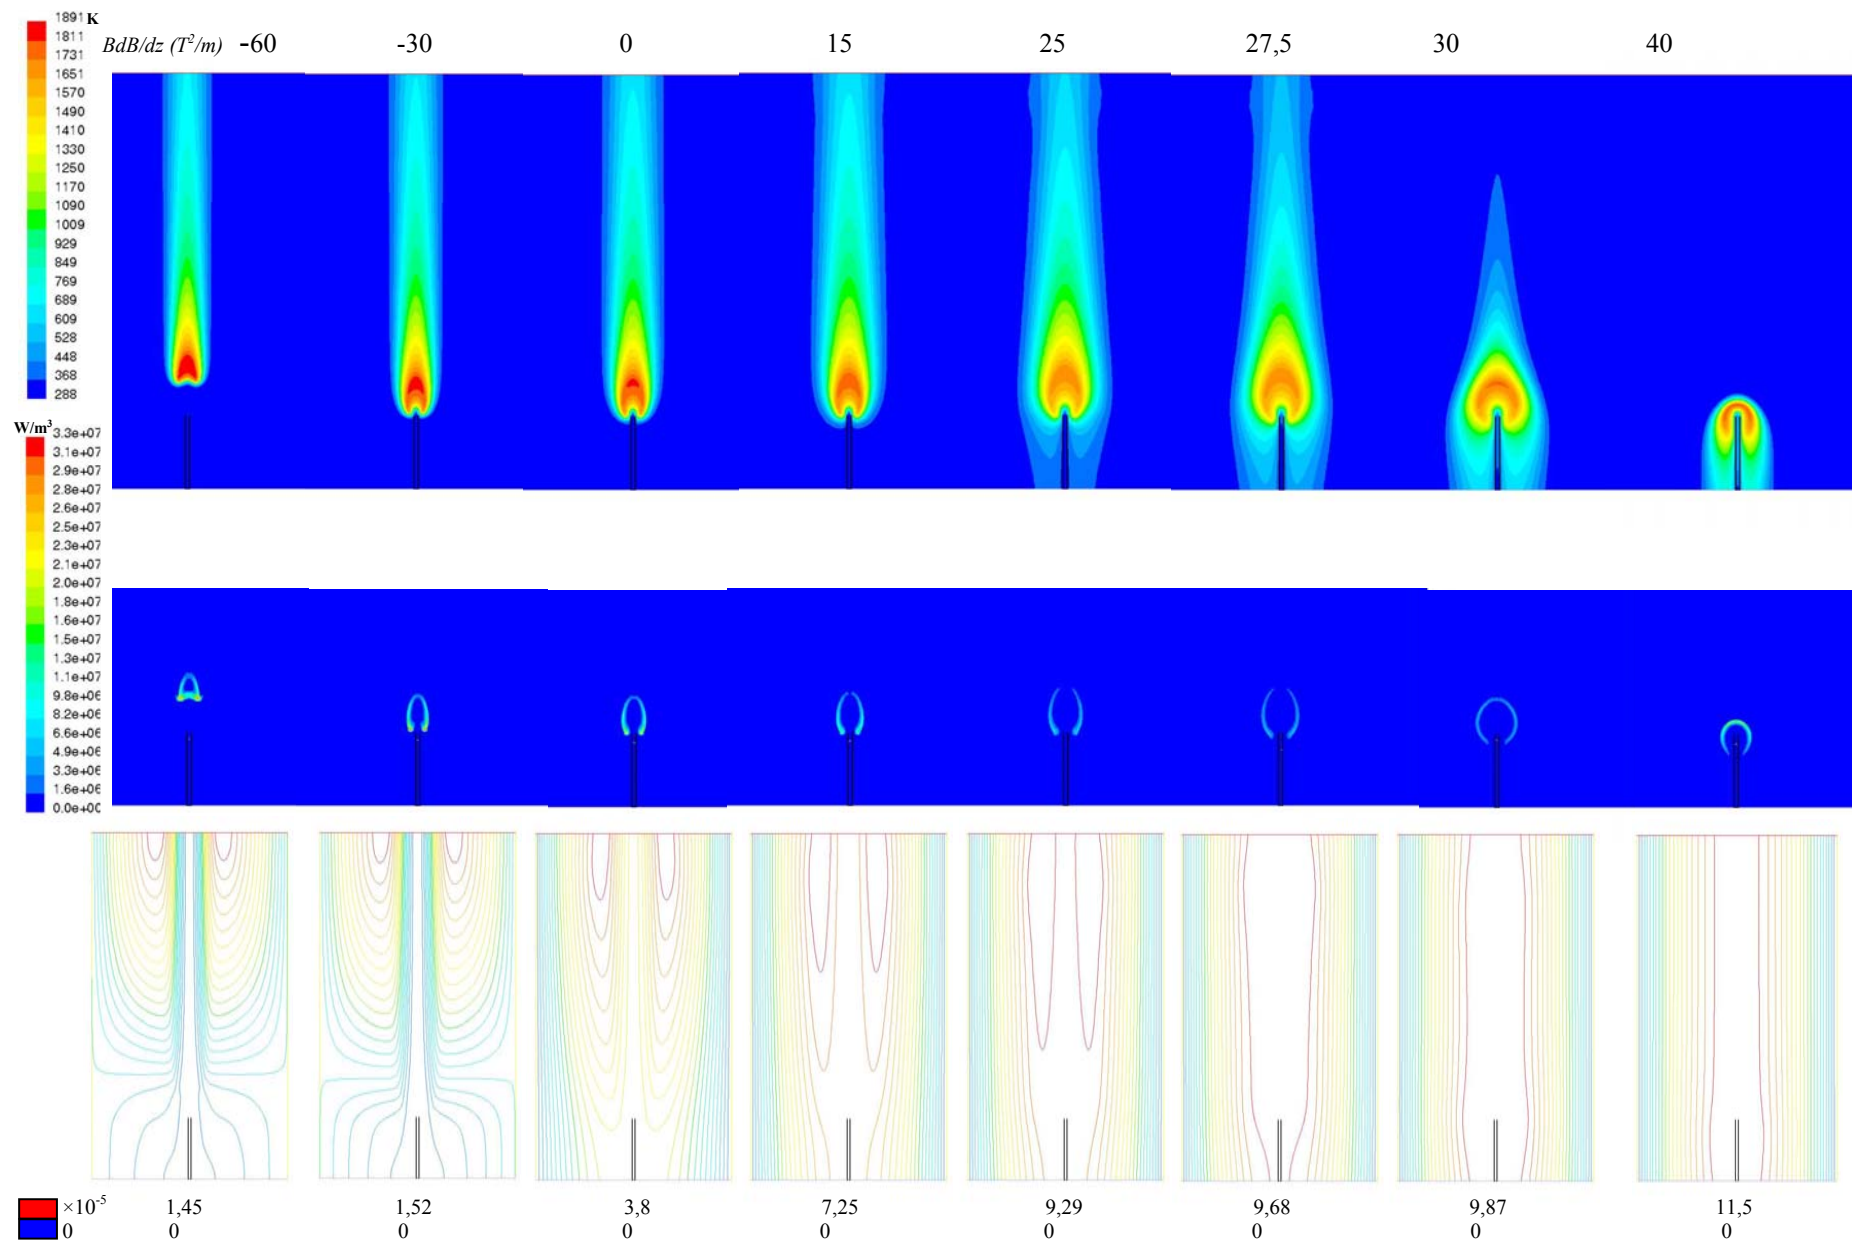 1891 K
1811
1731
1651
1570
1490
1410
1330
1250
1170
1090
1009
929
849
769
689
609
528
448
368
288
BdB/dz (T²/m) -60 -30 0 15 25 27,5 30 40
W/m³ 3.3e+07
3.1e+07
2.9e+07
2.8e+07
2.6e+07
2.5e+07
2.3e+07
2.1e+07
2.0e+07
1.8e+07
1.6e+07
1.5e+07
1.3e+07
1.1e+07
9.8e+06
8.2e+06
6.6e+06
4.9e+06
3.3e+06
1.6e+06
0.0e+00
×10⁻⁵ 1,45 1,52 3,8 7,25 9,29 9,68 9,87 11,5
0 0 0 0 0 0 0 0 0